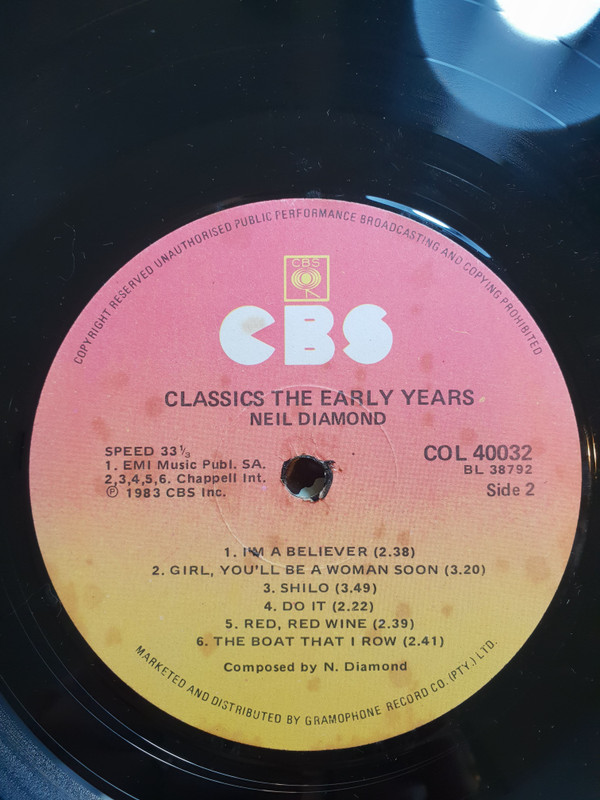 COPYRIGHT RESERVED UNAUTHORISED PUBLIC PERFORMANCE BROADCASTING AND COPYING PROHIBITED
CBS
CBS
CLASSICS THE EARLY YEARS
NEIL DIAMOND
SPEED 33⅓
1. EMI Music Publ. SA.
2,3,4,5,6. Chappell Int.
℗ 1983 CBS Inc.
COL 40032
BL 38792
Side 2
1. I'M A BELIEVER (2.38)
2. GIRL, YOU'LL BE A WOMAN SOON (3.20)
3. SHILO (3.49)
4. DO IT (2.22)
5. RED, RED WINE (2.39)
6. THE BOAT THAT I ROW (2.41)
Composed by N. Diamond
MARKETED AND DISTRIBUTED BY GRAMOPHONE RECORD CO. (PTY.) LTD.